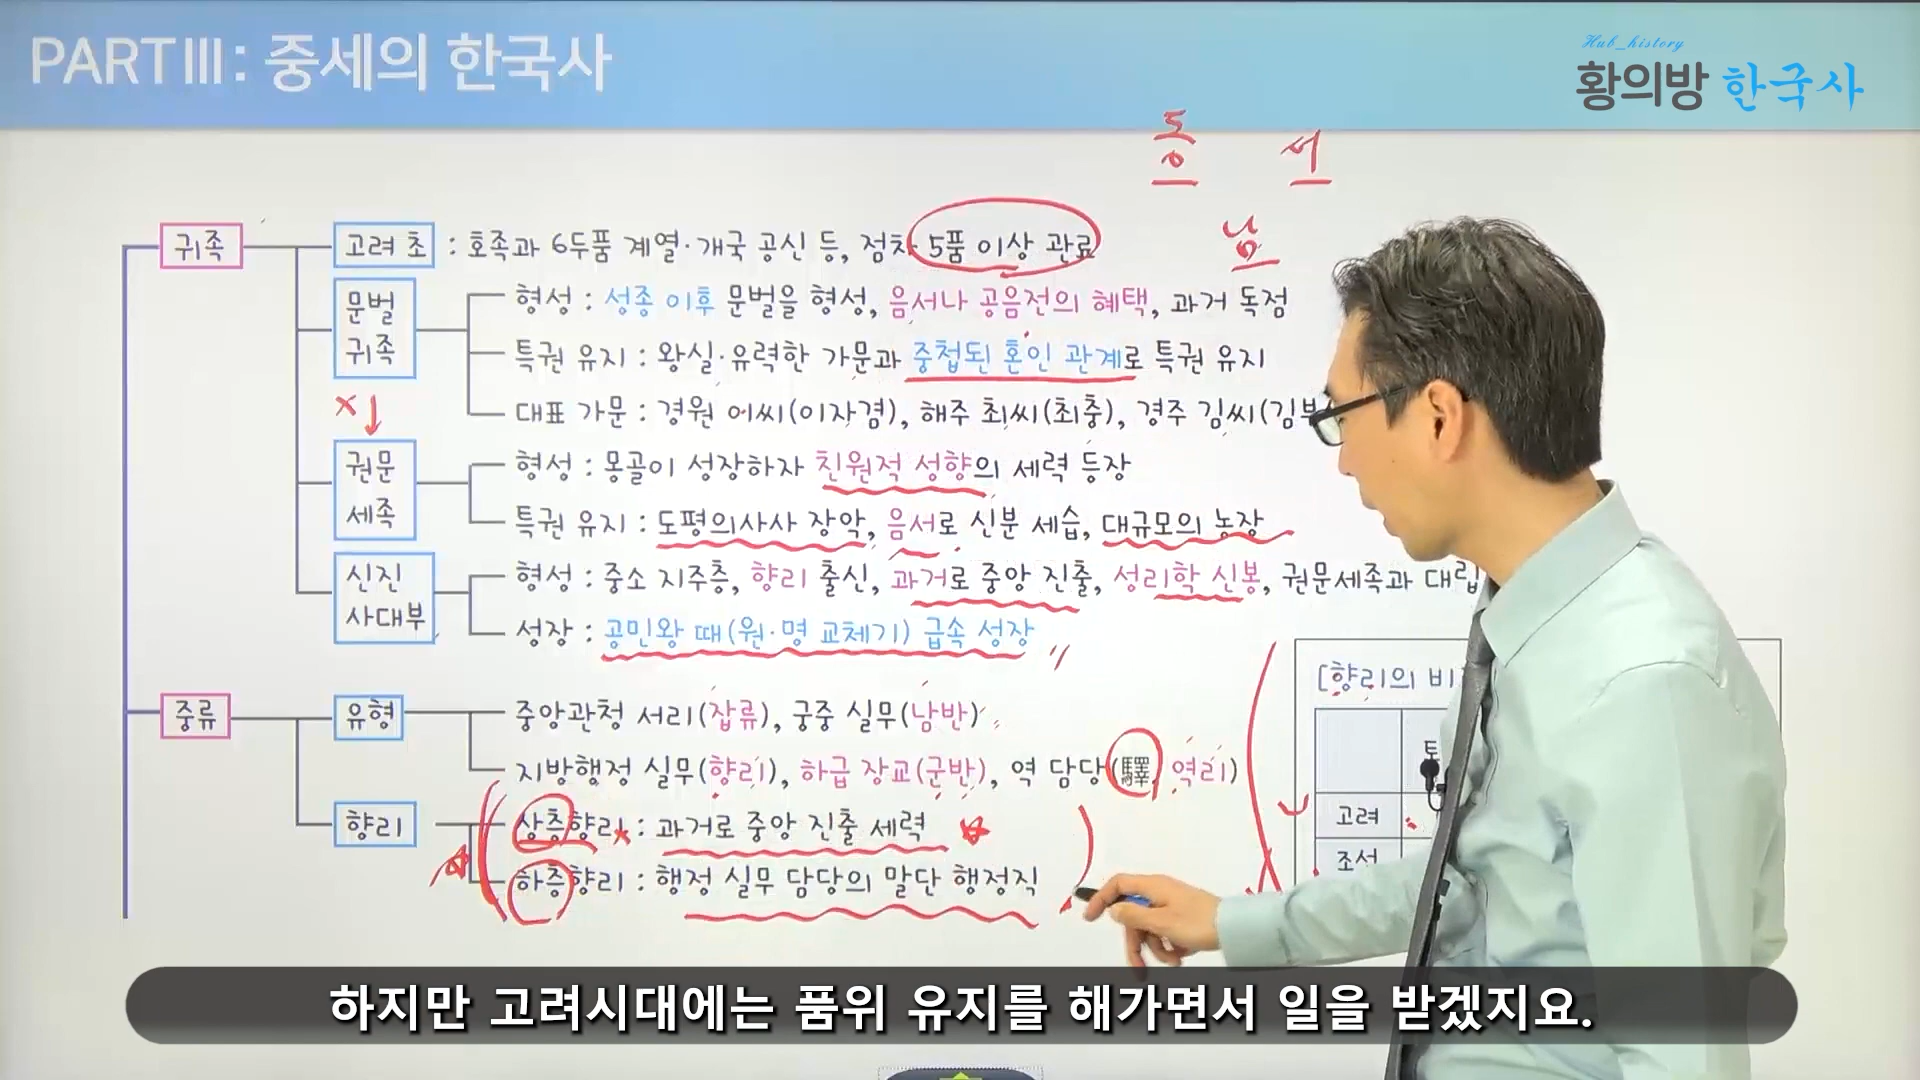 PARTⅢ: 중세의 한국사
Hub_history
황의방 한국사
동 서
남
귀족
고려 초 : 호족과 6두품 계열·개국 공신 등, 점차 5품 이상 관료
문벌
귀족
형성 : 성종 이후 문벌을 형성, 음서나 공음전의 혜택, 과거 독점
특권 유지 : 왕실·유력한 가문과 중첩된 혼인 관계로 특권 유지
대표 가문 : 경원 이씨(이자겸), 해주 최씨(최충), 경주 김씨(김부
권문
세족
형성 : 몽골이 성장하자 친원적 성향의 세력 등장
특권 유지 : 도평의사사 장악, 음서로 신분 세습, 대규모의 농장
신진
사대부
형성 : 중소 지주층, 향리 출신, 과거로 중앙 진출, 성리학 신봉, 권문세족과 대립
성장 : 공민왕 때(원·명 교체기) 급속 성장
중류
유형
중앙관청 서리(잡류), 궁중 실무(남반)
지방행정 실무(향리), 하급 장교(군반), 역 담당(驛, 역리)
향리
상층향리 : 과거로 중앙 진출 세력
하층향리 : 행정 실무 담당의 말단 행정직
[향리의 비
고려
조선
하지만 고려시대에는 품위 유지를 해가면서 일을 받겠지요.